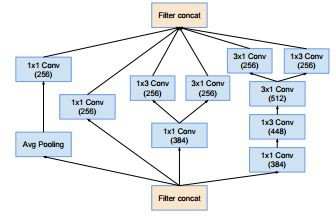 Filter concat
3x1 Conv
(256)
1x3 Conv
(256)
1x1 Conv
(256)
1x3 Conv
(256)
3x1 Conv
(256)
1x1 Conv
(256)
3x1 Conv
(512)
1x3 Conv
(448)
Avg Pooling
1x1 Conv
(384)
1x1 Conv
(384)
Filter concat